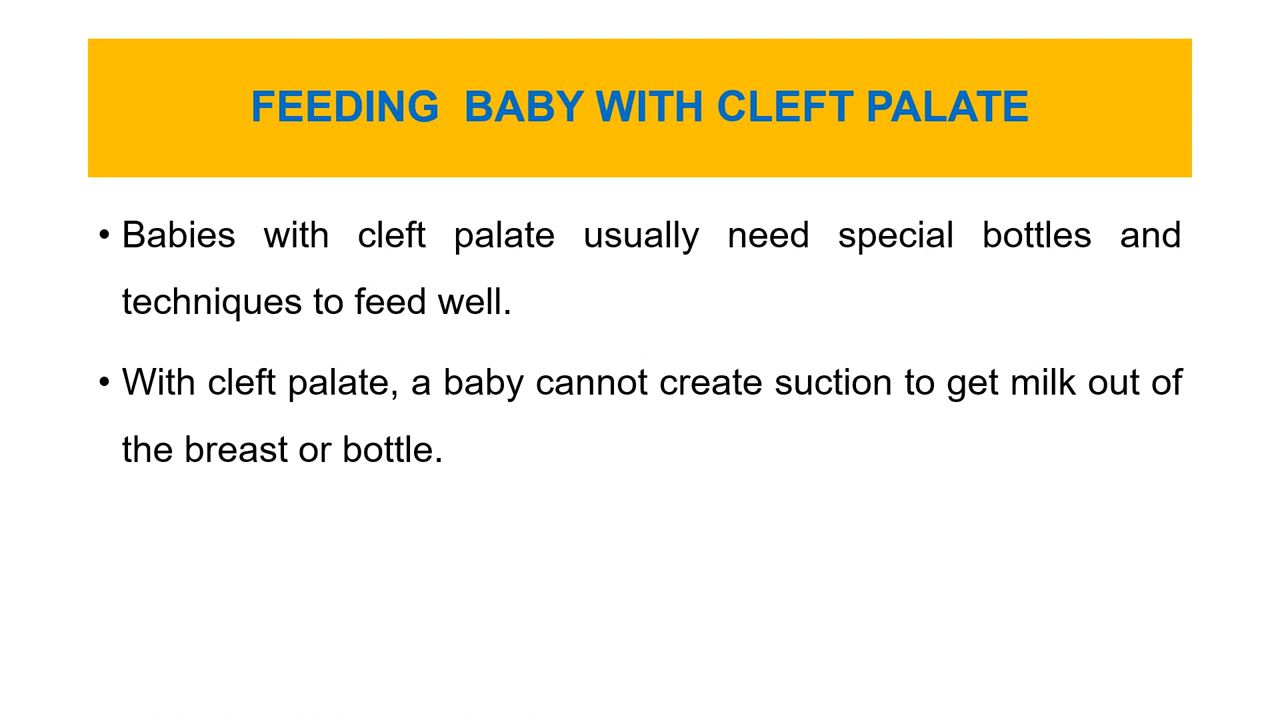 FEEDING  BABY WITH CLEFT PALATE
• Babies with cleft palate usually need special bottles and
techniques to feed well.
• With cleft palate, a baby cannot create suction to get milk out of
the breast or bottle.